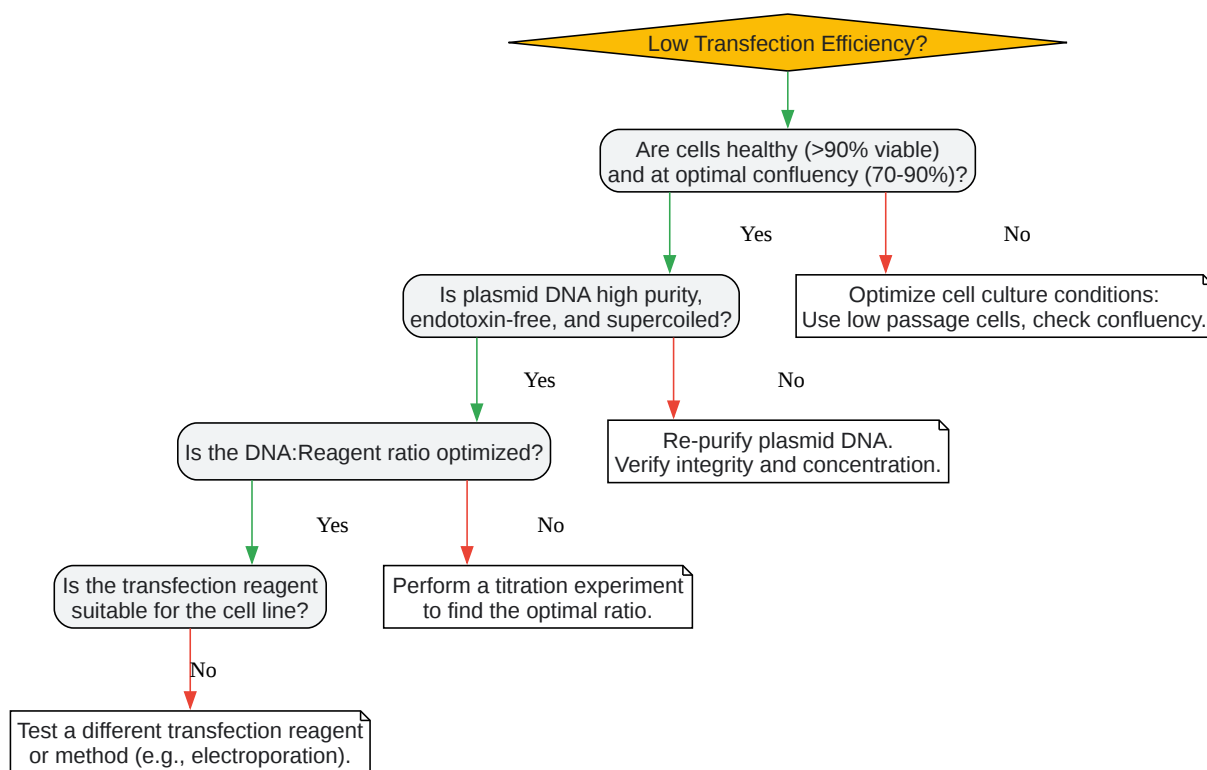 Low Transfection Efficiency?
Are cells healthy (>90% viable)
and at optimal confluency (70-90%)?
Yes
No
Is plasmid DNA high purity,
endotoxin-free, and supercoiled?
Optimize cell culture conditions:
Use low passage cells, check confluency.
Yes
No
Is the DNA:Reagent ratio optimized?
Re-purify plasmid DNA.
Verify integrity and concentration.
Yes
No
Is the transfection reagent
suitable for the cell line?
Perform a titration experiment
to find the optimal ratio.
No
Test a different transfection reagent
or method (e.g., electroporation).